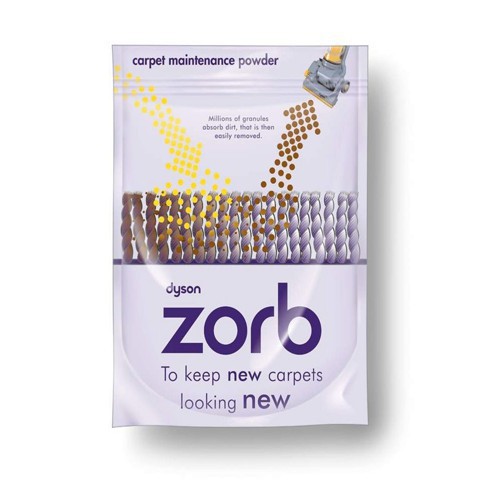 carpet maintenance powder
Millions of granules
absorb dirt, that is then
easily removed.
dyson
zorb
To keep new carpets
looking new